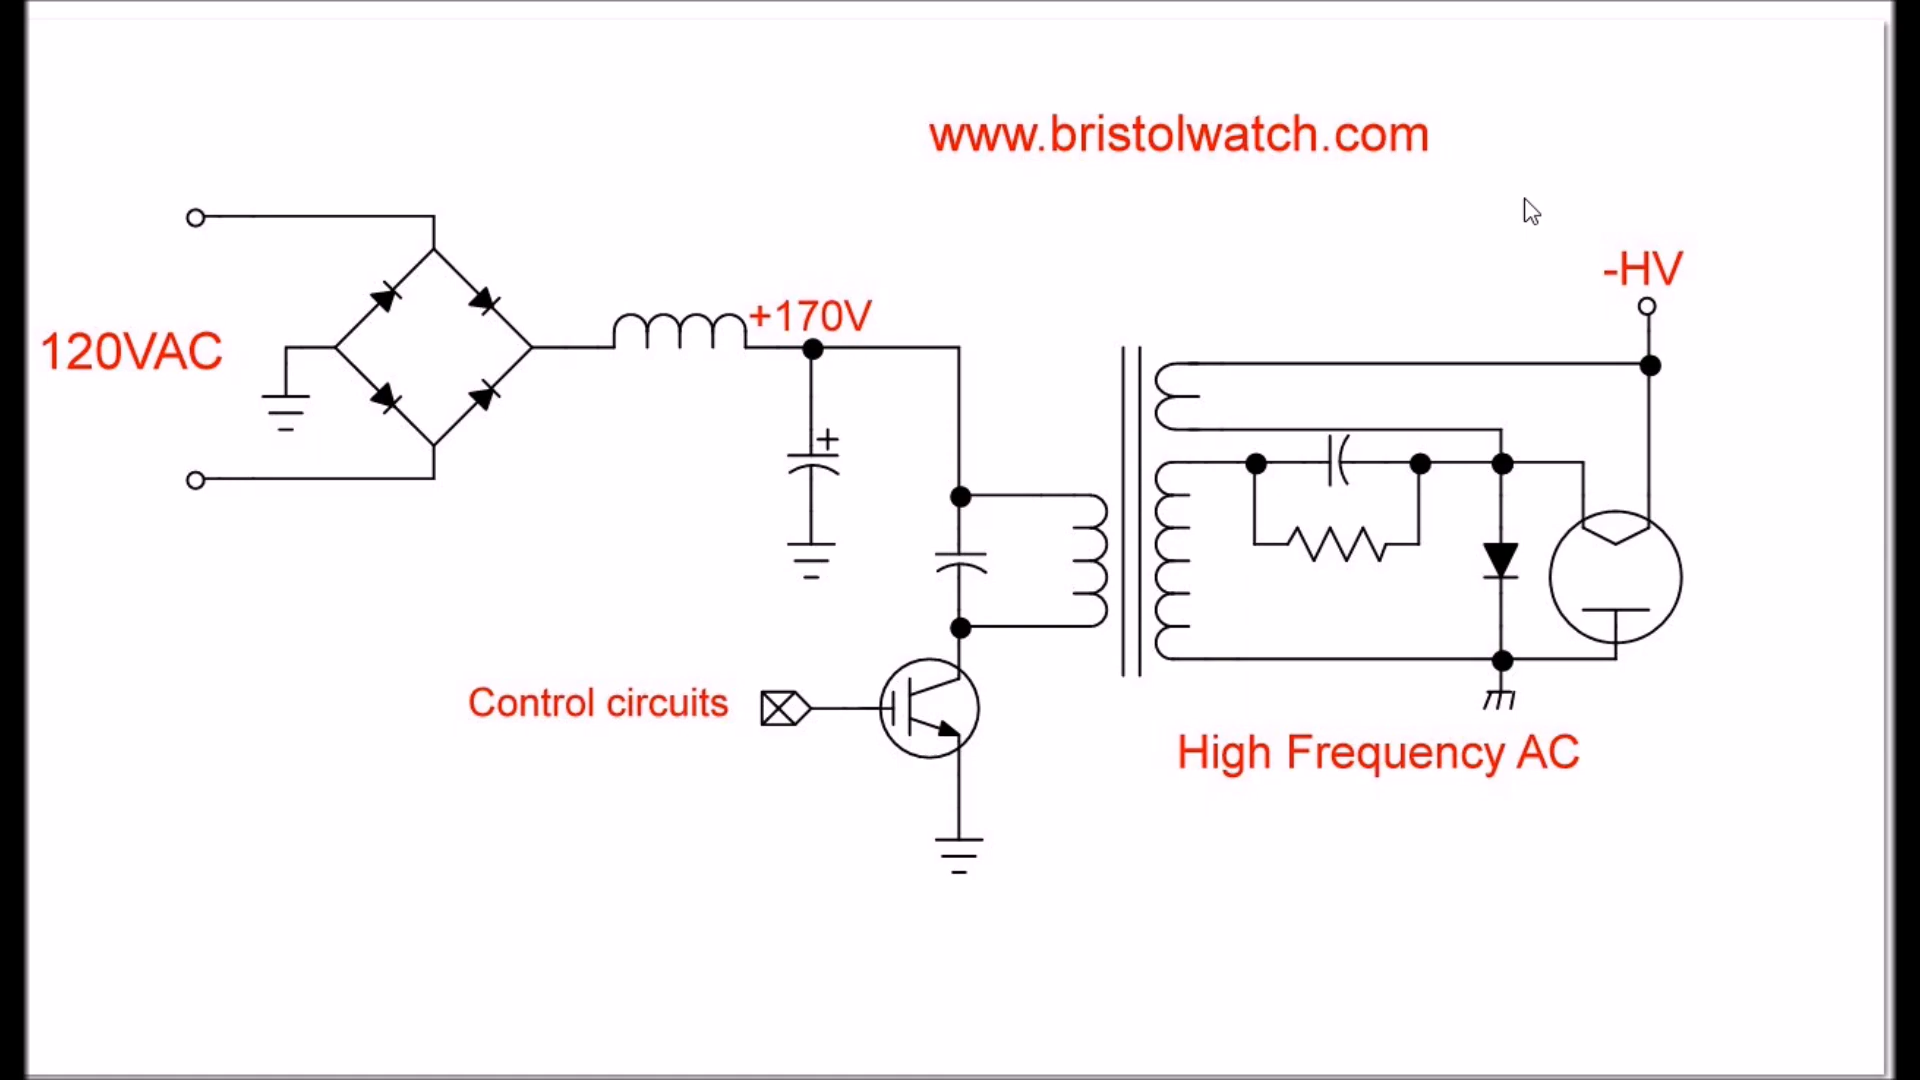 www.bristolwatch.com
-HV
+170V
120VAC
+
Control circuits
High Frequency AC